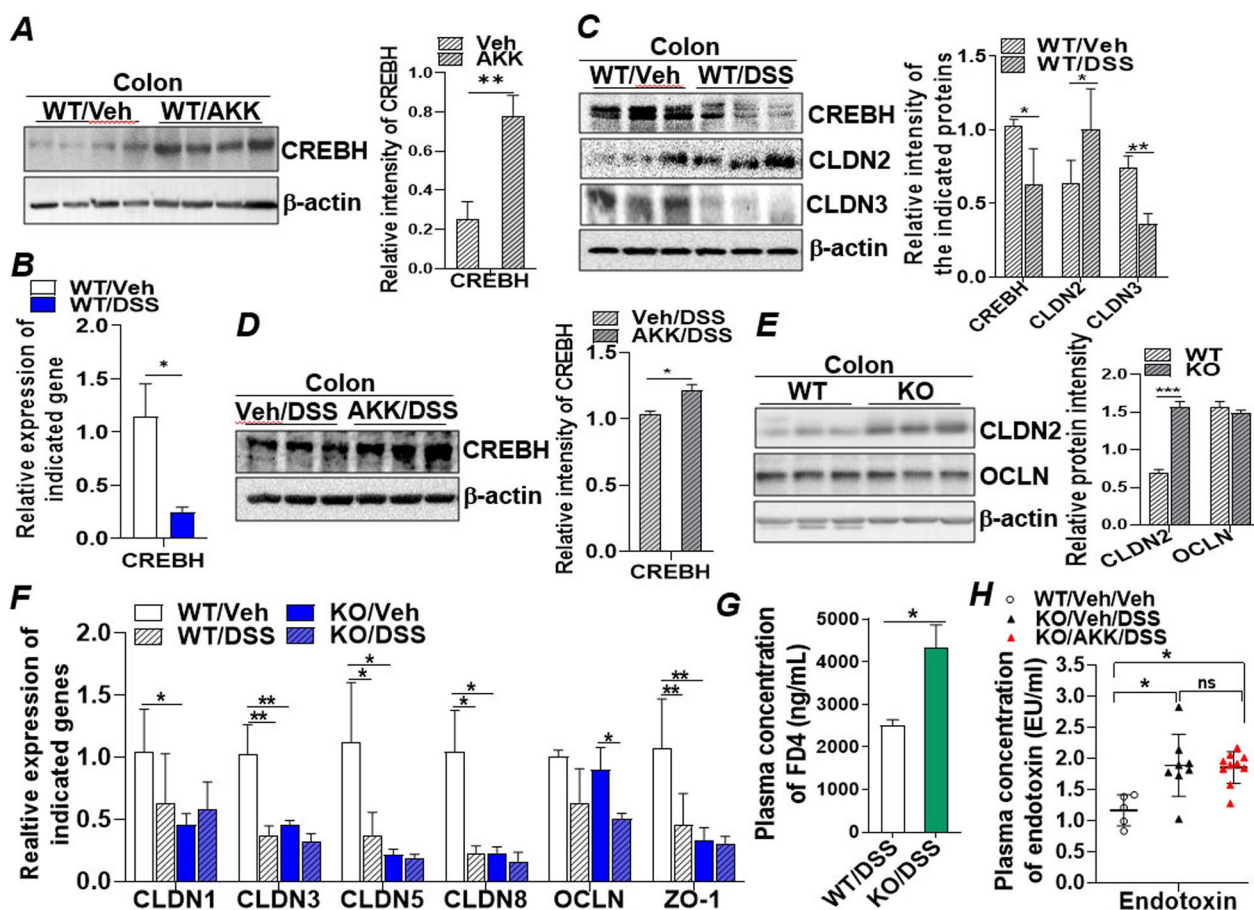 A
Colon
WT/Veh WT/AKK
CREBH
β-actin
Veh
AKK
Relative intensity of CREBH
1.0
0.8
0.6
0.4
0.2
0.0
**
CREBH
B
WT/Veh
WT/DSS
Relative expression of
indicated gene
2.0
1.5
1.0
0.5
0.0
*
CREBH
C
Colon
WT/Veh WT/DSS
CREBH
CLDN2
CLDN3
β-actin
WT/Veh
WT/DSS
Relative intensity of
the indicated proteins
1.5
1.0
0.5
0.0
* * **
CREBH CLDN2 CLDN3
D
Colon
Veh/DSS AKK/DSS
CREBH
β-actin
Veh/DSS
AKK/DSS
Relative intensity of CREBH
1.5
1.0
0.5
0.0
*
CREBH
E
Colon
WT KO
CLDN2
OCLN
β-actin
WT
KO
Relative protein intensity
2.0
1.5
1.0
0.5
0.0
***
CLDN2 OCLN
F
WT/Veh KO/Veh
WT/DSS KO/DSS
Realtive expression of
indicated genes
2.0
1.5
1.0
0.5
0.0
* ** ** * * * * * ** **
CLDN1 CLDN3 CLDN5 CLDN8 OCLN ZO-1
G
Plasma concentration
of FD4 (ng/mL)
5000
4000
3000
2000
1000
0
*
WT/DSS KO/DSS
H
WT/Veh/Veh
KO/Veh/DSS
KO/AKK/DSS
Plasma concentration
of endotoxin (EU/ml)
3.5
3.0
2.5
2.0
1.5
1.0
0.5
0.0
*
* ns
Endotoxin